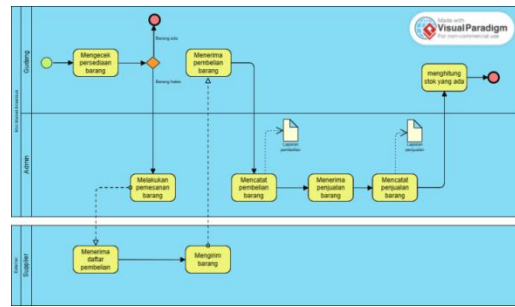 Made with
Visual Paradigm
For non-commercial use
Gudang
Mengecek
persediaan
barang
Barang ada
Barang habis
Menerima
pembelian
barang
menghitung
stok yang ada
Admin
Melakukan
pemesanan
barang
Mencatat
pembelian
barang
Laporan
pembelian
Menerima
penjualan
barang
Mencatat
penjualan
barang
Laporan
penjualan
Supplier
Menerima
daftar
pembelian
Mengirim
barang